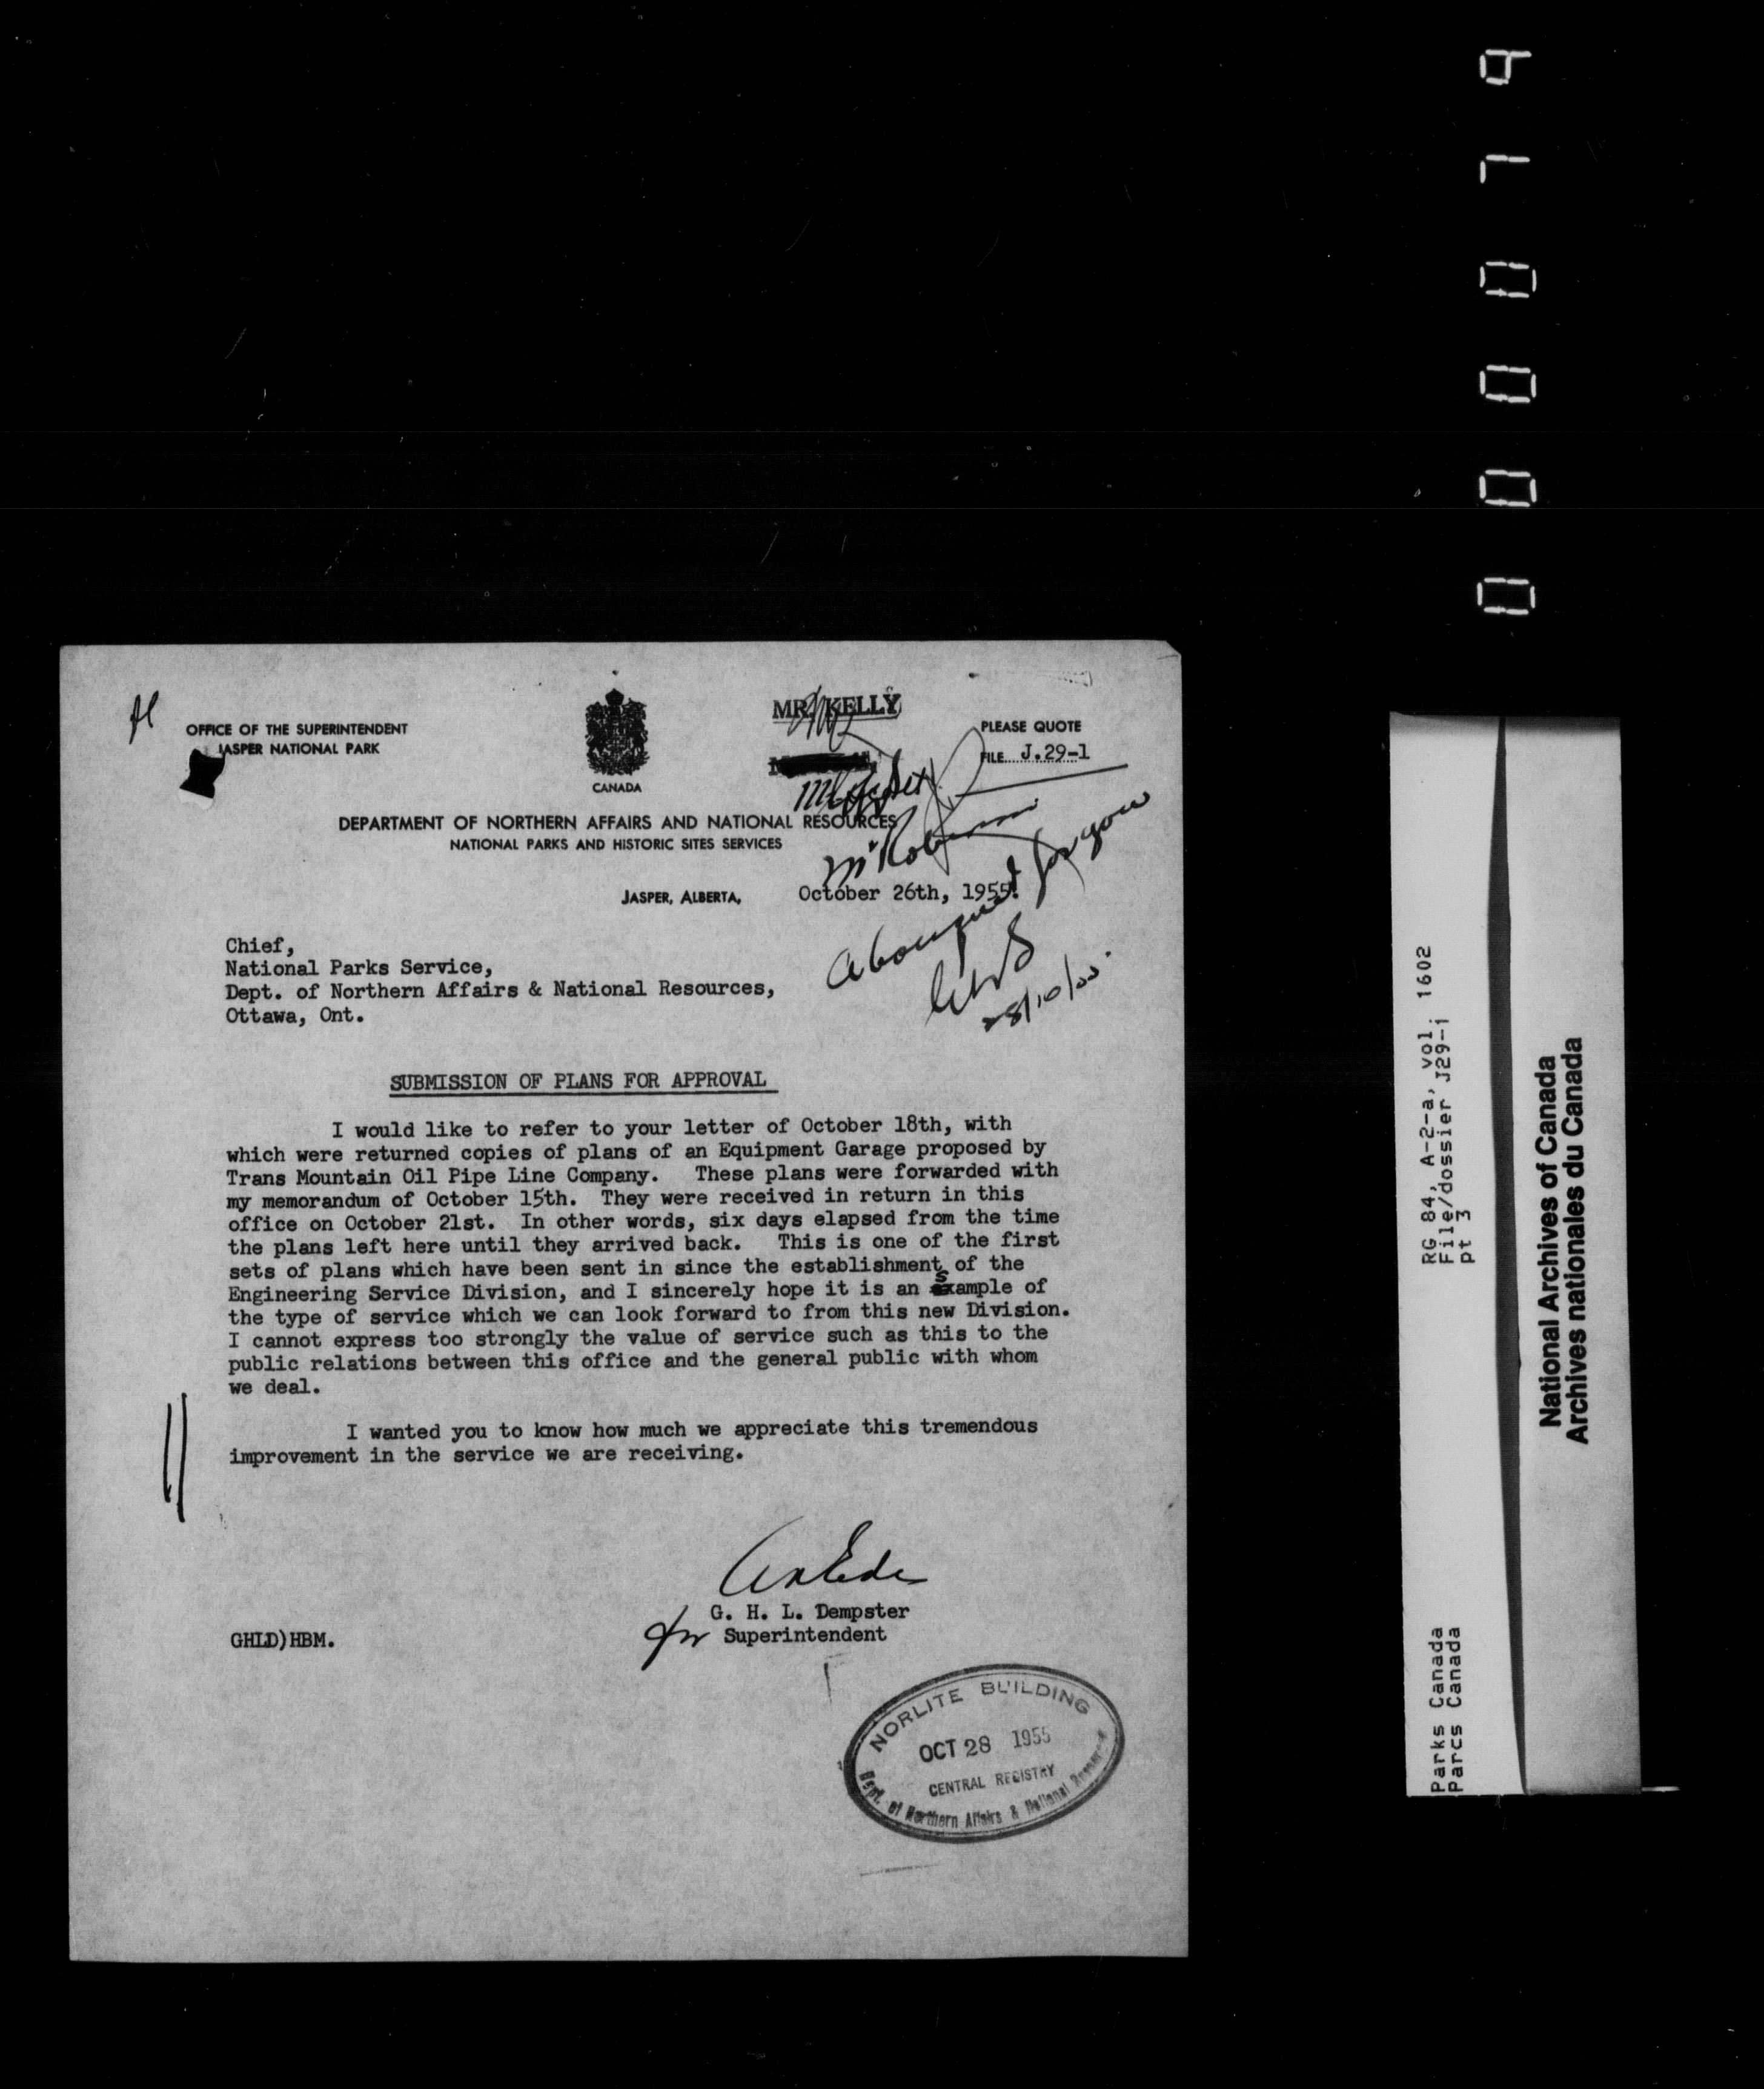 OFFICE OF THE SUPERINTENDENT
JASPER NATIONAL PARK
CANADA
MR. KELLY
PLEASE QUOTE
FILE J.29-1
DEPARTMENT OF NORTHERN AFFAIRS AND NATIONAL RESOURCES
NATIONAL PARKS AND HISTORIC SITES SERVICES
Mr Robinson
JASPER, ALBERTA, October 26th, 1955.
A bouquet for you
28/10/55.
Chief,
National Parks Service,
Dept. of Northern Affairs & National Resources,
Ottawa, Ont.
SUBMISSION OF PLANS FOR APPROVAL
I would like to refer to your letter of October 18th, with
which were returned copies of plans of an Equipment Garage proposed by
Trans Mountain Oil Pipe Line Company. These plans were forwarded with
my memorandum of October 15th. They were received in return in this
office on October 21st. In other words, six days elapsed from the time
the plans left here until they arrived back. This is one of the first
sets of plans which have been sent in since the establishment of the
Engineering Service Division, and I sincerely hope it is an sample of
the type of service which we can look forward to from this new Division.
I cannot express too strongly the value of service such as this to the
public relations between this office and the general public with whom
we deal.
I wanted you to know how much we appreciate this tremendous
improvement in the service we are receiving.
G. H. L. Dempster
for Superintendent
GHLD)HBM.
NORLITE BUILDING
OCT 28 1955
CENTRAL REGISTRY
Dept. of Northern Affairs & National Resources
RG 84, A-2-a, vol. 1602
File/dossier J29-1
pt 3
Parks Canada
Parcs Canada
National Archives of Canada
Archives nationales du Canada